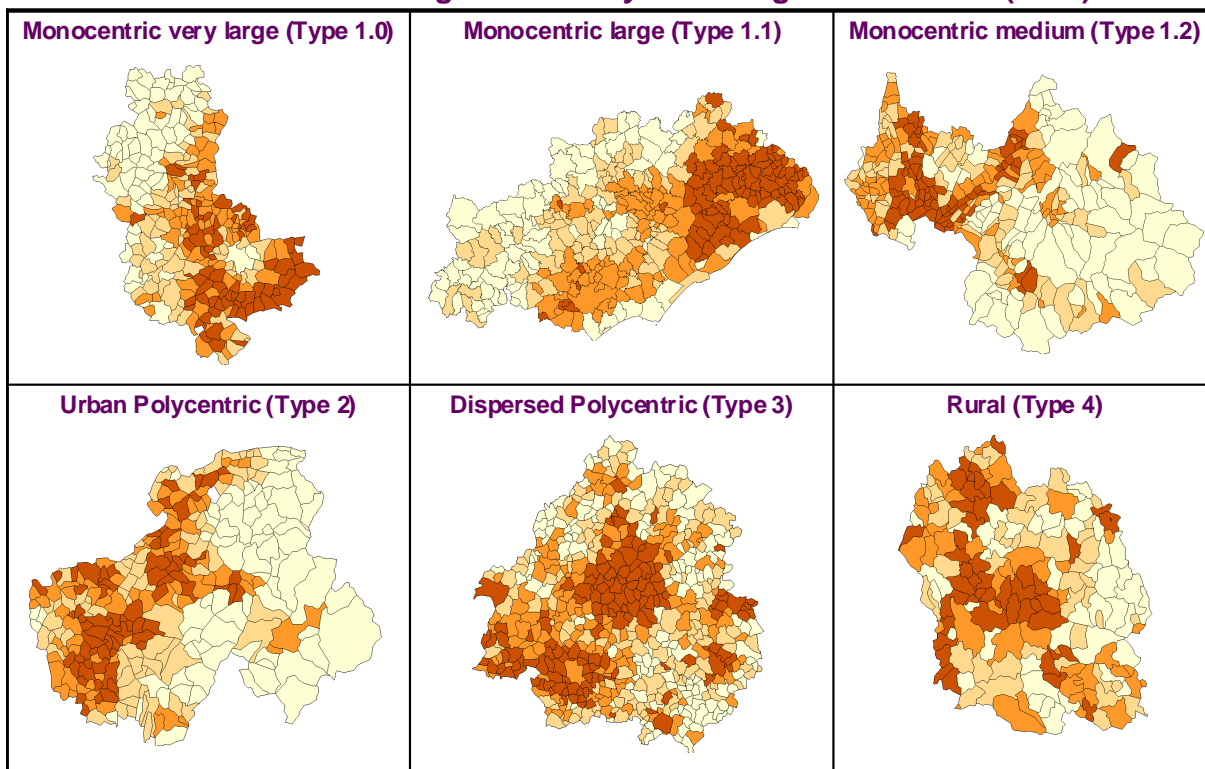 Monocentric very large (Type 1.0)
Monocentric large (Type 1.1)
Monocentric medium (Type 1.2)
Urban Polycentric (Type 2)
Dispersed Polycentric (Type 3)
Rural (Type 4)